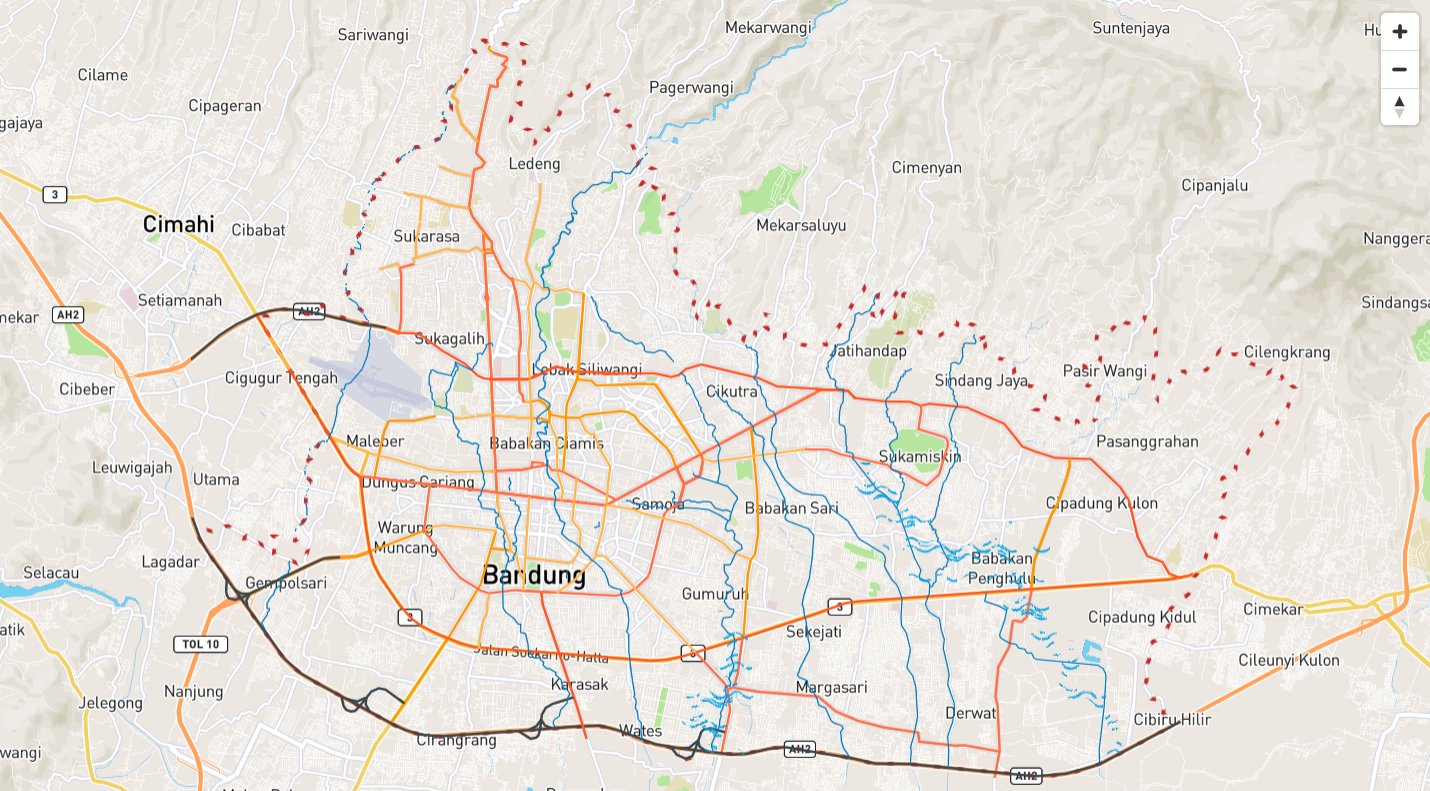 Mekarwangi
Suntenjaya
Sariwangi
Hu
Cilame
Pagerwangi
Cipageran
gajaya
Ledeng
Cimenyan
3
Cipanjalu
Cimahi
Cibabat
Mekarsaluyu
Sukarasa
Nanggera
Setiamanah
Sindangsa
mekar
AH2
AH2
Sukagalih
Jatihandap
Cilengkrang
Lebak Siliwangi
Pasir Wangi
Cigugur Tengah
Sindang Jaya
Cibeber
Cikutra
Maleber
Babakan Ciamis
Pasanggrahan
Sukamiskin
Leuwigajah
Utama
Dungus Cariang
Samoja
Babakan Sari
Cipadung Kulon
Warung
Muncang
Lagadar
Babakan
Penghulu
Selacau
Gempolsari
Bandung
Gumuruh
3
3
Cimekar
Cipadung Kidul
atik
Sekejati
TOL 10
Jalan Soekarno-Hatta
3
Cileunyi Kulon
Karasak
Margasari
Nanjung
Jelegong
Derwat
Cibiru Hilir
Wates
Cirangrang
wangi
AH2
AH2